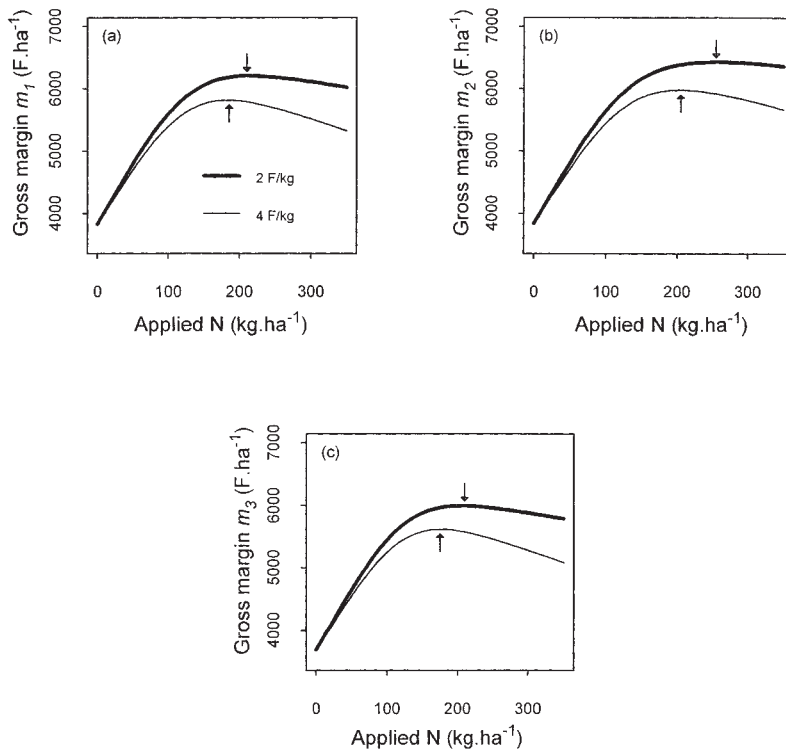 (a)
Gross margin m1 (F.ha-1)
7000
6000
5000
4000
2 F/kg
4 F/kg
0 100 200 300
Applied N (kg.ha-1)
(b)
Gross margin m2 (F.ha-1)
7000
6000
5000
4000
0 100 200 300
Applied N (kg.ha-1)
(c)
Gross margin m3 (F.ha-1)
7000
6000
5000
4000
0 100 200 300
Applied N (kg.ha-1)